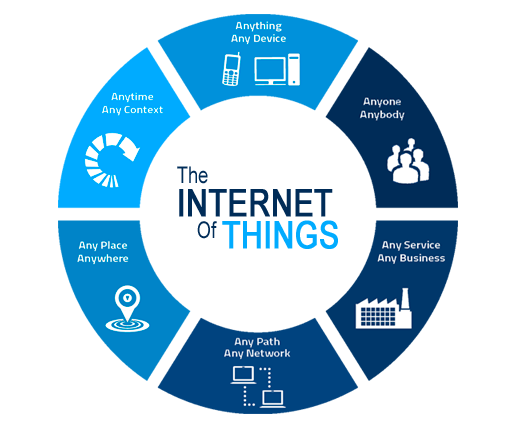 Anything
Any Device
Anyone
Anybody
Any Service
Any Business
Any Path
Any Network
Any Place
Anywhere
Anytime
Any Context
The
INTERNET
Of THINGS